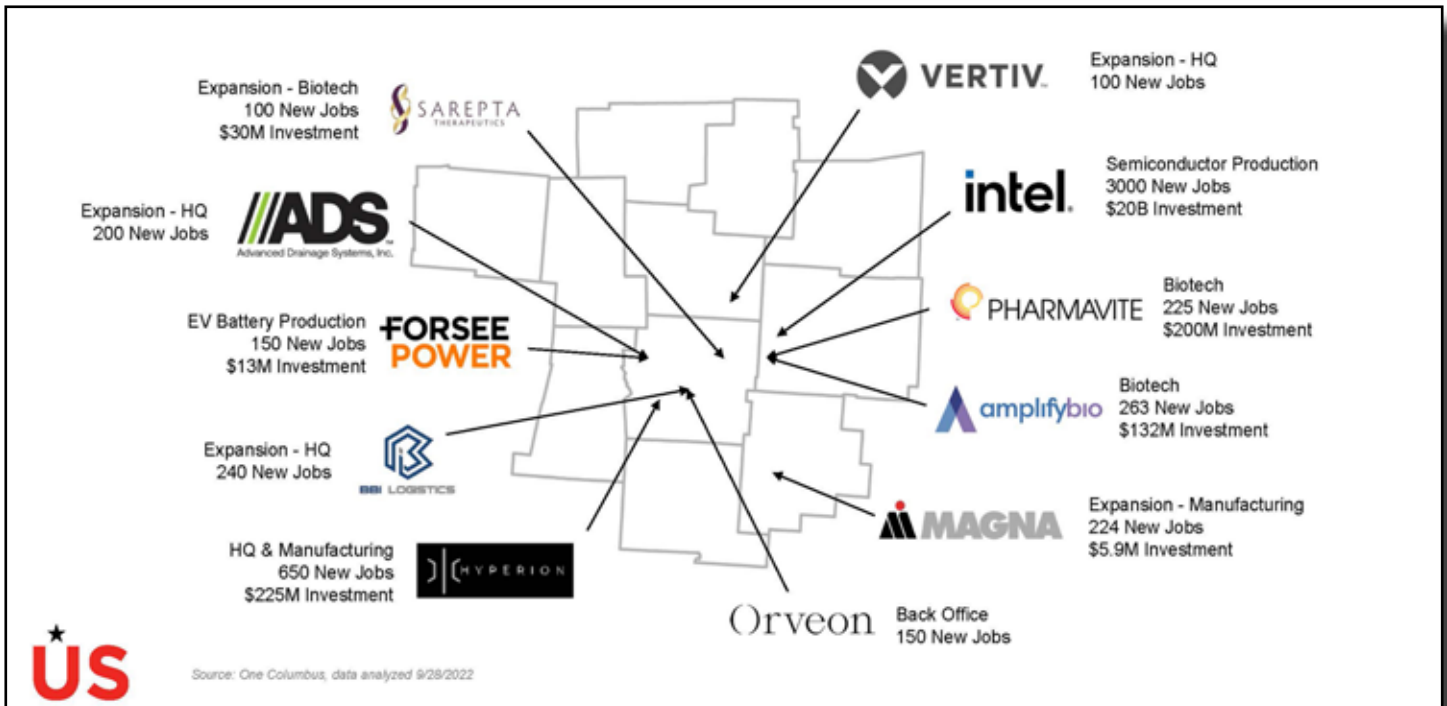 Expansion - Biotech
100 New Jobs
$30M Investment
SAREPTA
THERAPEUTICS
VERTIV™
Expansion - HQ
100 New Jobs
Expansion - HQ
200 New Jobs
ADS™
Advanced Drainage Systems, Inc.
intel.
Semiconductor Production
3000 New Jobs
$20B Investment
EV Battery Production
150 New Jobs
$13M Investment
FORSEE
POWER
PHARMAVITE
Biotech
225 New Jobs
$200M Investment
amplifybio
Biotech
263 New Jobs
$132M Investment
Expansion - HQ
240 New Jobs
BBI LOGISTICS
MAGNA
Expansion - Manufacturing
224 New Jobs
$5.9M Investment
HQ & Manufacturing
650 New Jobs
$225M Investment
HYPERION
Orveon
Back Office
150 New Jobs
US
Source: One Columbus, data analyzed 9/28/2022